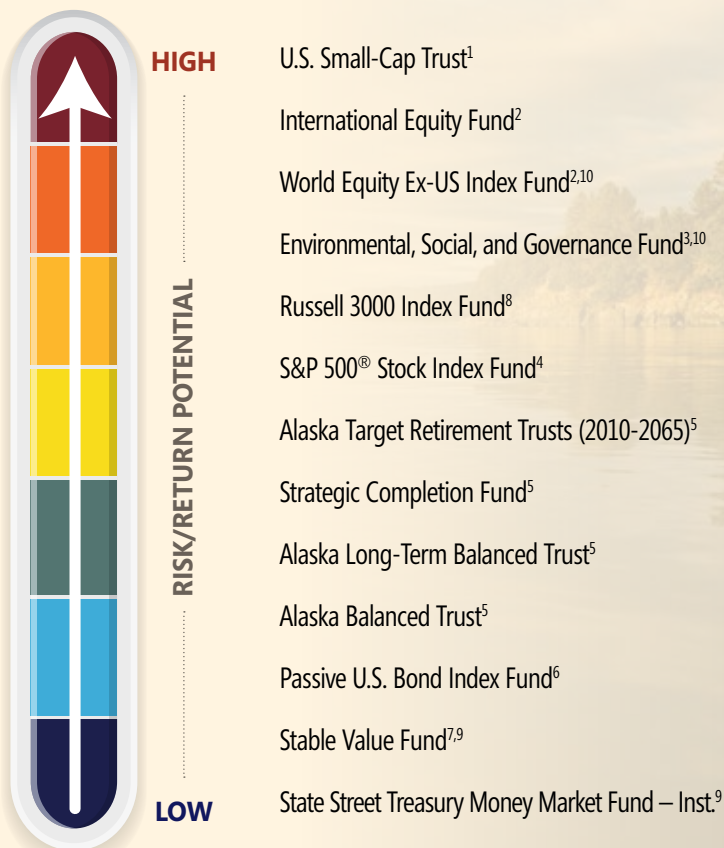 HIGH
RISK/RETURN POTENTIAL
LOW
U.S. Small-Cap Trust¹
International Equity Fund²
World Equity Ex-US Index Fund²,¹⁰
Environmental, Social, and Governance Fund³,¹⁰
Russell 3000 Index Fund⁸
S&P 500® Stock Index Fund⁴
Alaska Target Retirement Trusts (2010-2065)⁵
Strategic Completion Fund⁵
Alaska Long-Term Balanced Trust⁵
Alaska Balanced Trust⁵
Passive U.S. Bond Index Fund⁶
Stable Value Fund⁷,⁹
State Street Treasury Money Market Fund – Inst.⁹